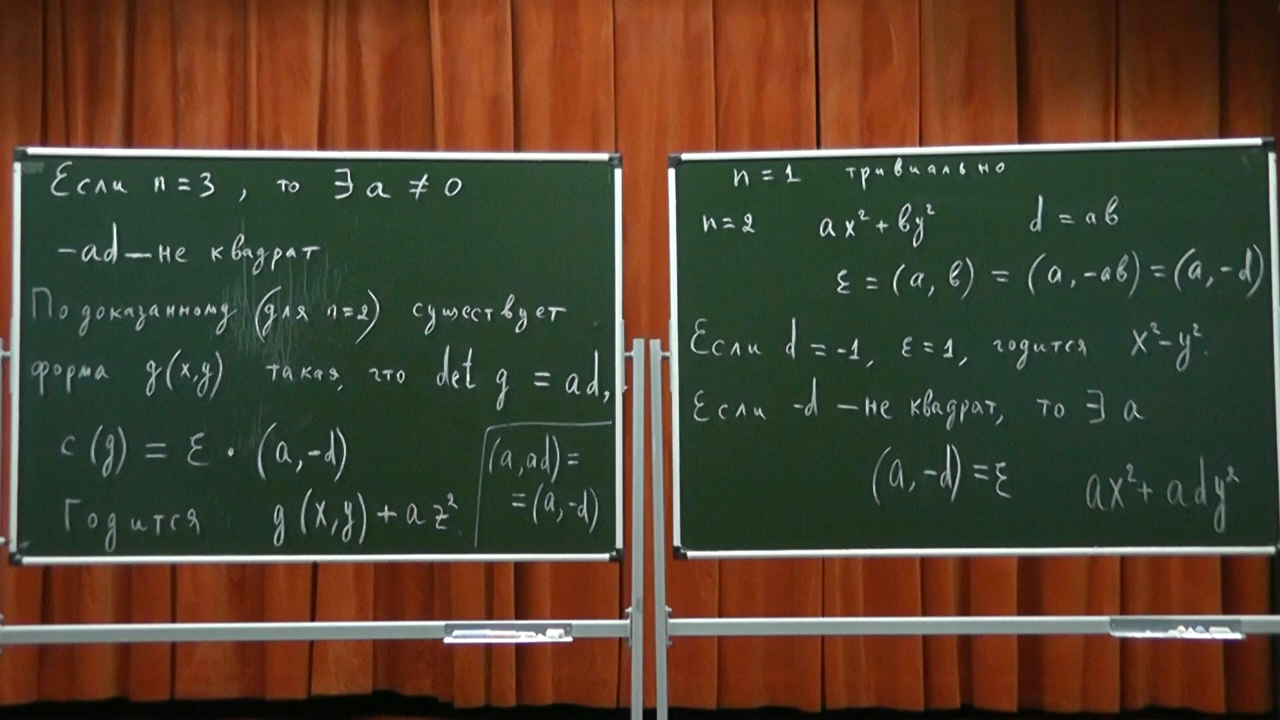 Если n = 3, то ∃ a ≠ 0
-ad — не квадрат
По доказанному (для n=2) существует
форма g(x,y) такая, что det g = ad,
c(g) = ε · (a,-d)
Годится g(x,y) + az²
(a,ad) =
= (a,-d)
n = 1 тривиально
n = 2 ax² + by² d = ab
ε = (a, b) = (a, -ab) = (a, -d)
Если d = -1, ε = 1, годится x² - y².
Если -d — не квадрат, то ∃ a
(a, -d) = ε ax² + ady²